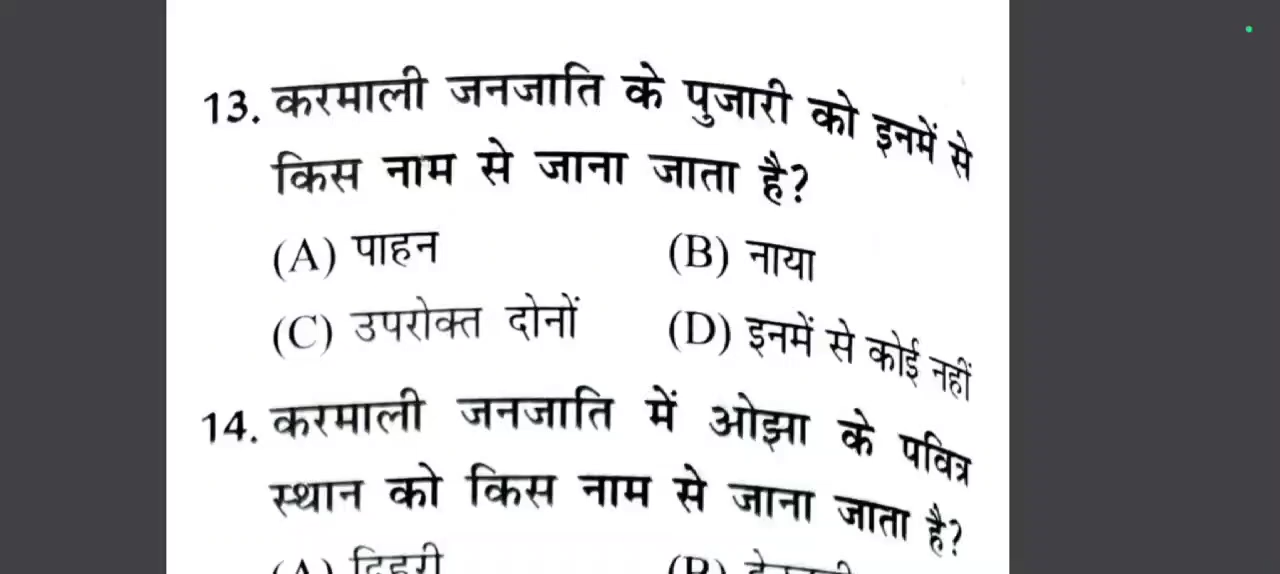 13. करमाली जनजाति के पुजारी को इनमें से
किस नाम से जाना जाता है?
(A) पाहन (B) नाया
(C) उपरोक्त दोनों (D) इनमें से कोई नहीं
14. करमाली जनजाति में ओझा के पवित्र
स्थान को किस नाम से जाना जाता है?
(A) (B)